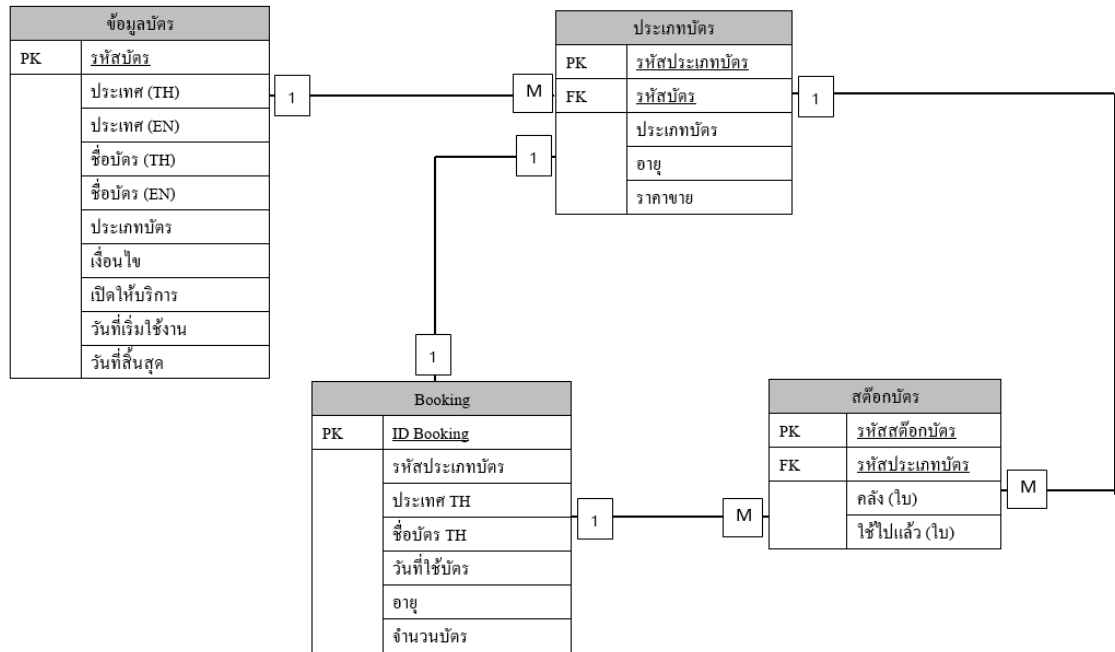 ข้อมูลบัตร
PK รหัสบัตร
ประเทศ (TH)
ประเทศ (EN)
ชื่อบัตร (TH)
ชื่อบัตร (EN)
ประเภทบัตร
เงื่อนไข
เปิดให้บริการ
วันที่เริ่มใช้งาน
วันที่สิ้นสุด
1
M
ประเภทบัตร
PK รหัสประเภทบัตร
FK รหัสบัตร
ประเภทบัตร
อายุ
ราคาขาย
1
1
1
Booking
PK ID Booking
รหัสประเภทบัตร
ประเทศ TH
ชื่อบัตร TH
วันที่ใช้บัตร
อายุ
จำนวนบัตร
1
M
สต๊อกบัตร
PK รหัสสต๊อกบัตร
FK รหัสประเภทบัตร
คลัง (ใบ)
ใช้ไปแล้ว (ใบ)
M